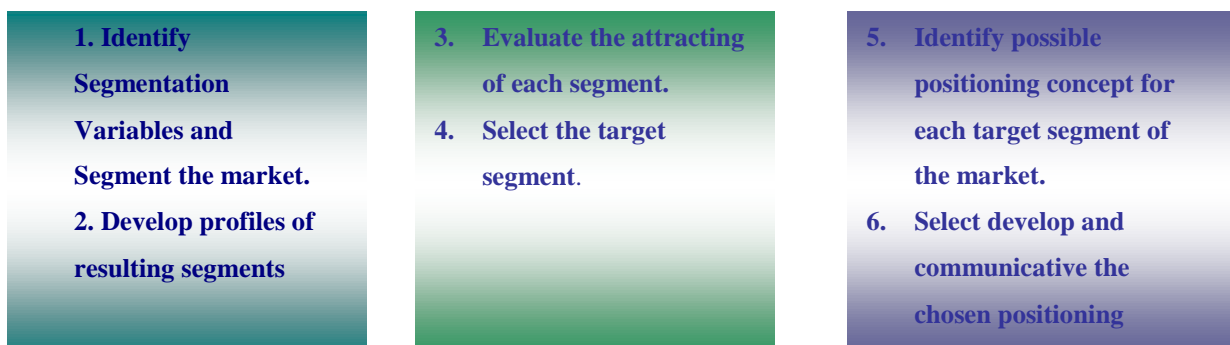 1. Identify
Segmentation
Variables and
Segment the market.
2. Develop profiles of
resulting segments
3. Evaluate the attracting
of each segment.
4. Select the target
segment.
5. Identify possible
positioning concept for
each target segment of
the market.
6. Select develop and
communicative the
chosen positioning